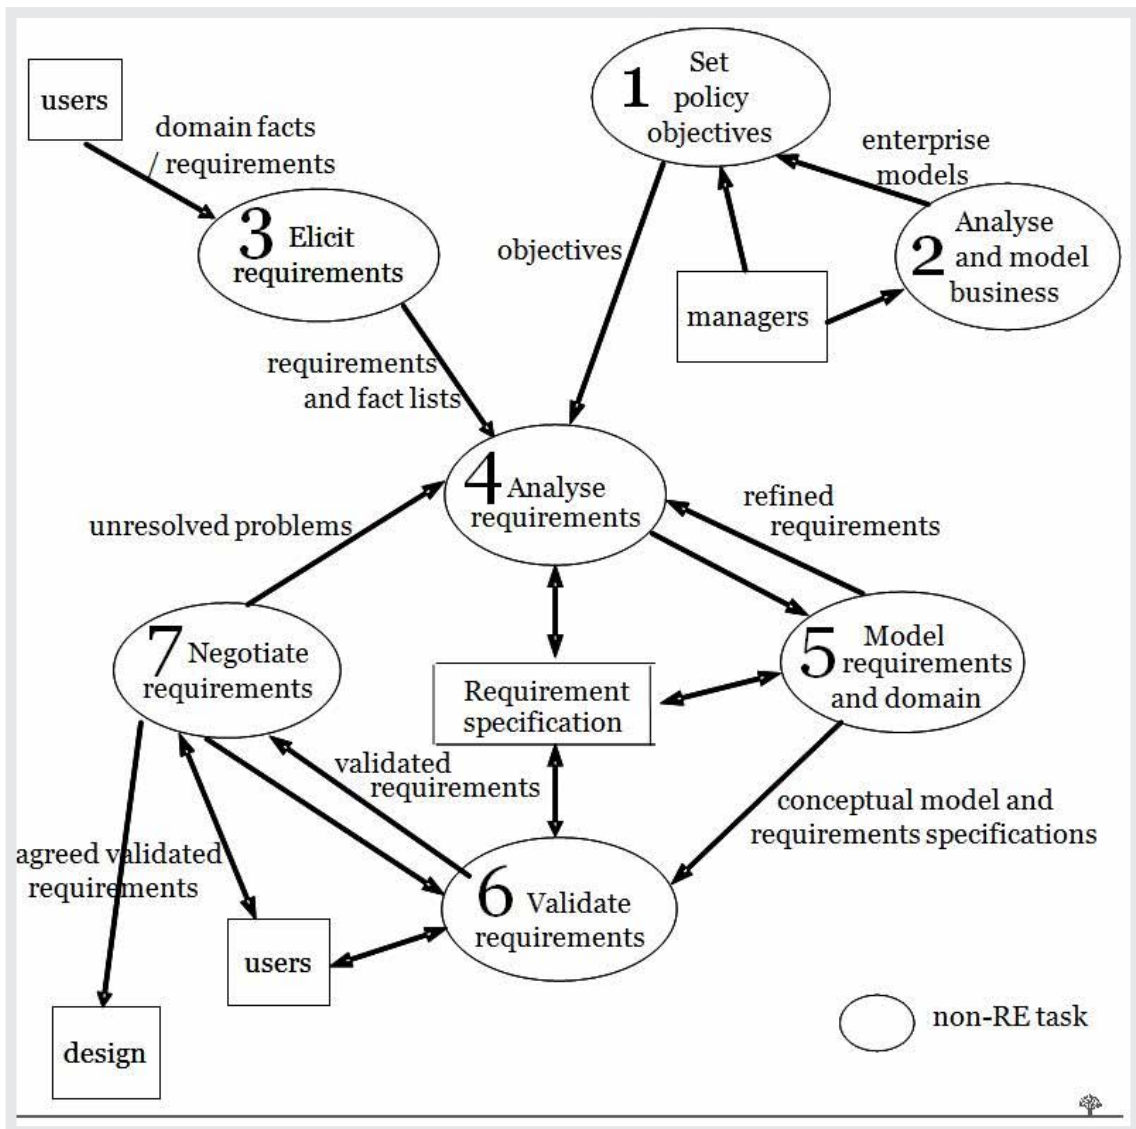 users
domain facts
/ requirements
3 Elicit
requirements
1 Set
policy
objectives
enterprise
models
2 Analyse
and model
business
managers
objectives
requirements
and fact lists
4 Analyse
requirements
refined
requirements
unresolved problems
7 Negotiate
requirements
5 Model
requirements
and domain
Requirement
specification
validated
requirements
conceptual model and
requirements specifications
agreed validated
requirements
6 Validate
requirements
users
design
non-RE task